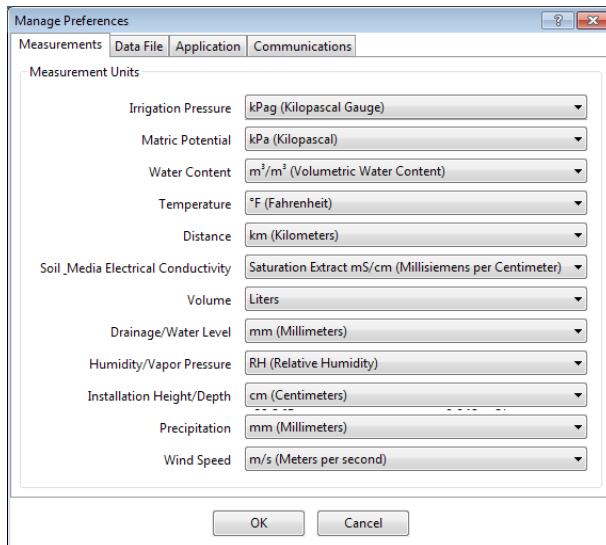 Manage Preferences
Measurements Data File Application Communications
Measurement Units
Irrigation Pressure kPag (Kilopascal Gauge)
Matric Potential kPa (Kilopascal)
Water Content m³/m³ (Volumetric Water Content)
Temperature °F (Fahrenheit)
Distance km (Kilometers)
Soil_Media Electrical Conductivity Saturation Extract mS/cm (Millisiemens per Centimeter)
Volume Liters
Drainage/Water Level mm (Millimeters)
Humidity/Vapor Pressure RH (Relative Humidity)
Installation Height/Depth cm (Centimeters)
Precipitation mm (Millimeters)
Wind Speed m/s (Meters per second)
OK Cancel